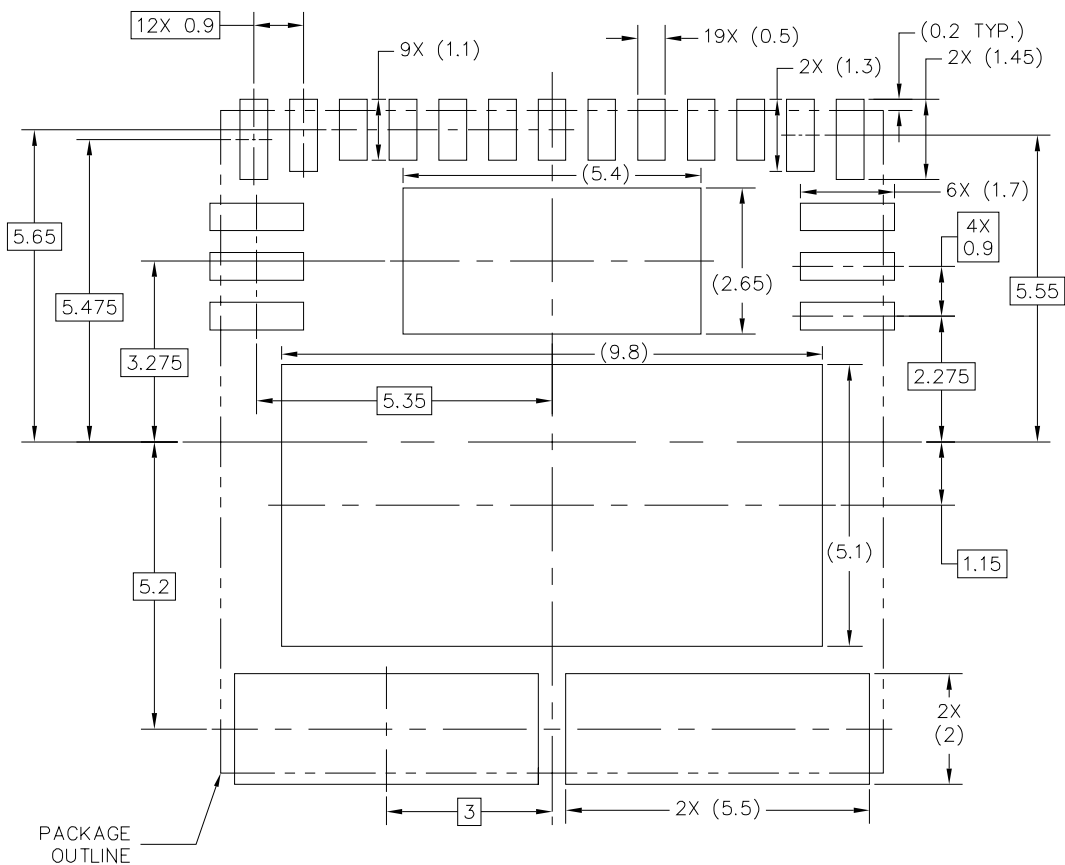 12X 0.9
9X (1.1)
19X (0.5)
(0.2 TYP.)
2X (1.3)
2X (1.45)
(5.4)
6X (1.7)
5.65
4X
0.9
(2.65)
5.55
5.475
3.275
(9.8)
2.275
5.35
(5.1)
1.15
5.2
2X
(2)
3
2X (5.5)
PACKAGE
OUTLINE